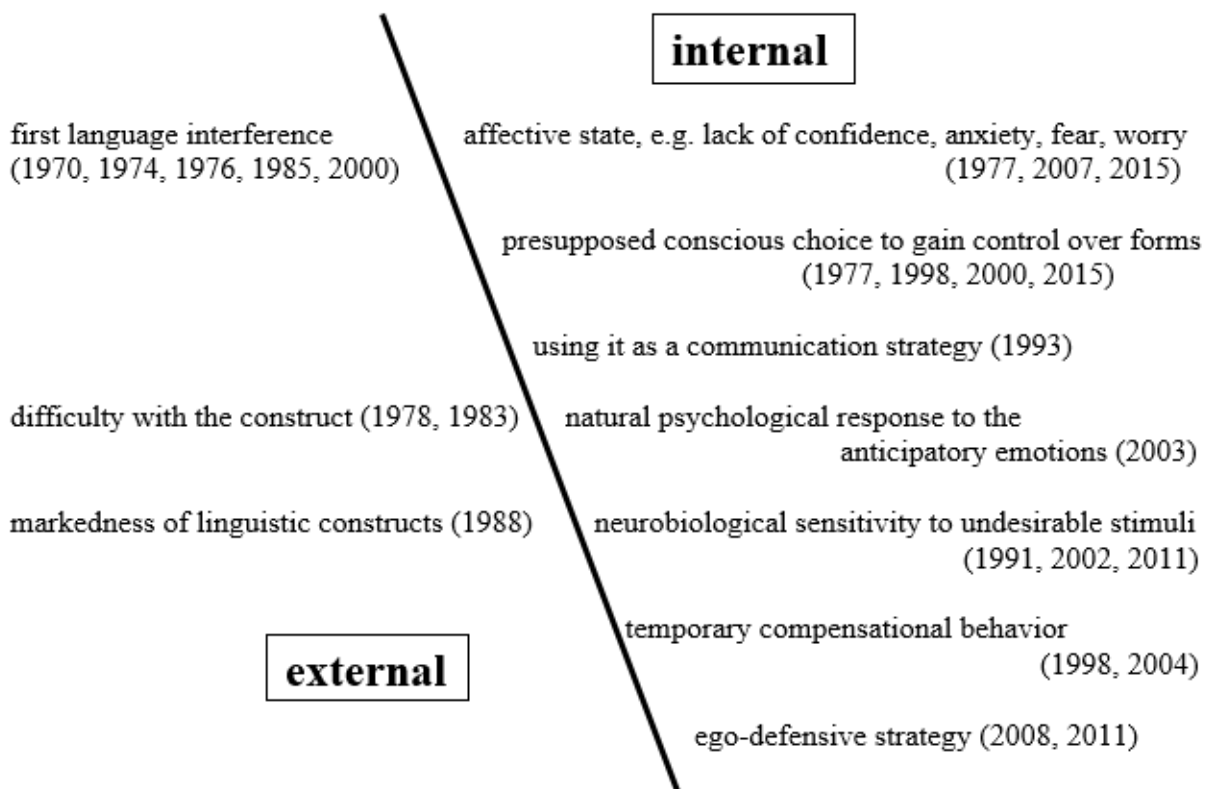 internal
first language interference
(1970, 1974, 1976, 1985, 2000)
affective state, e.g. lack of confidence, anxiety, fear, worry
(1977, 2007, 2015)
presupposed conscious choice to gain control over forms
(1977, 1998, 2000, 2015)
using it as a communication strategy (1993)
difficulty with the construct (1978, 1983)
natural psychological response to the
anticipatory emotions (2003)
markedness of linguistic constructs (1988)
neurobiological sensitivity to undesirable stimuli
(1991, 2002, 2011)
temporary compensational behavior
(1998, 2004)
external
ego-defensive strategy (2008, 2011)